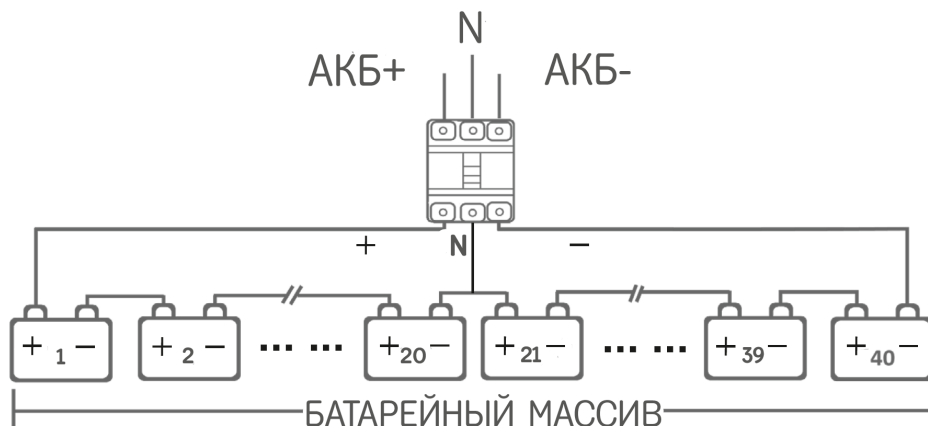 N
АКБ+ АКБ-
+ N −
+ 1 − + 2 − ...... + 20 − + 21 − ...... + 39 − + 40 −
БАТАРЕЙНЫЙ МАССИВ